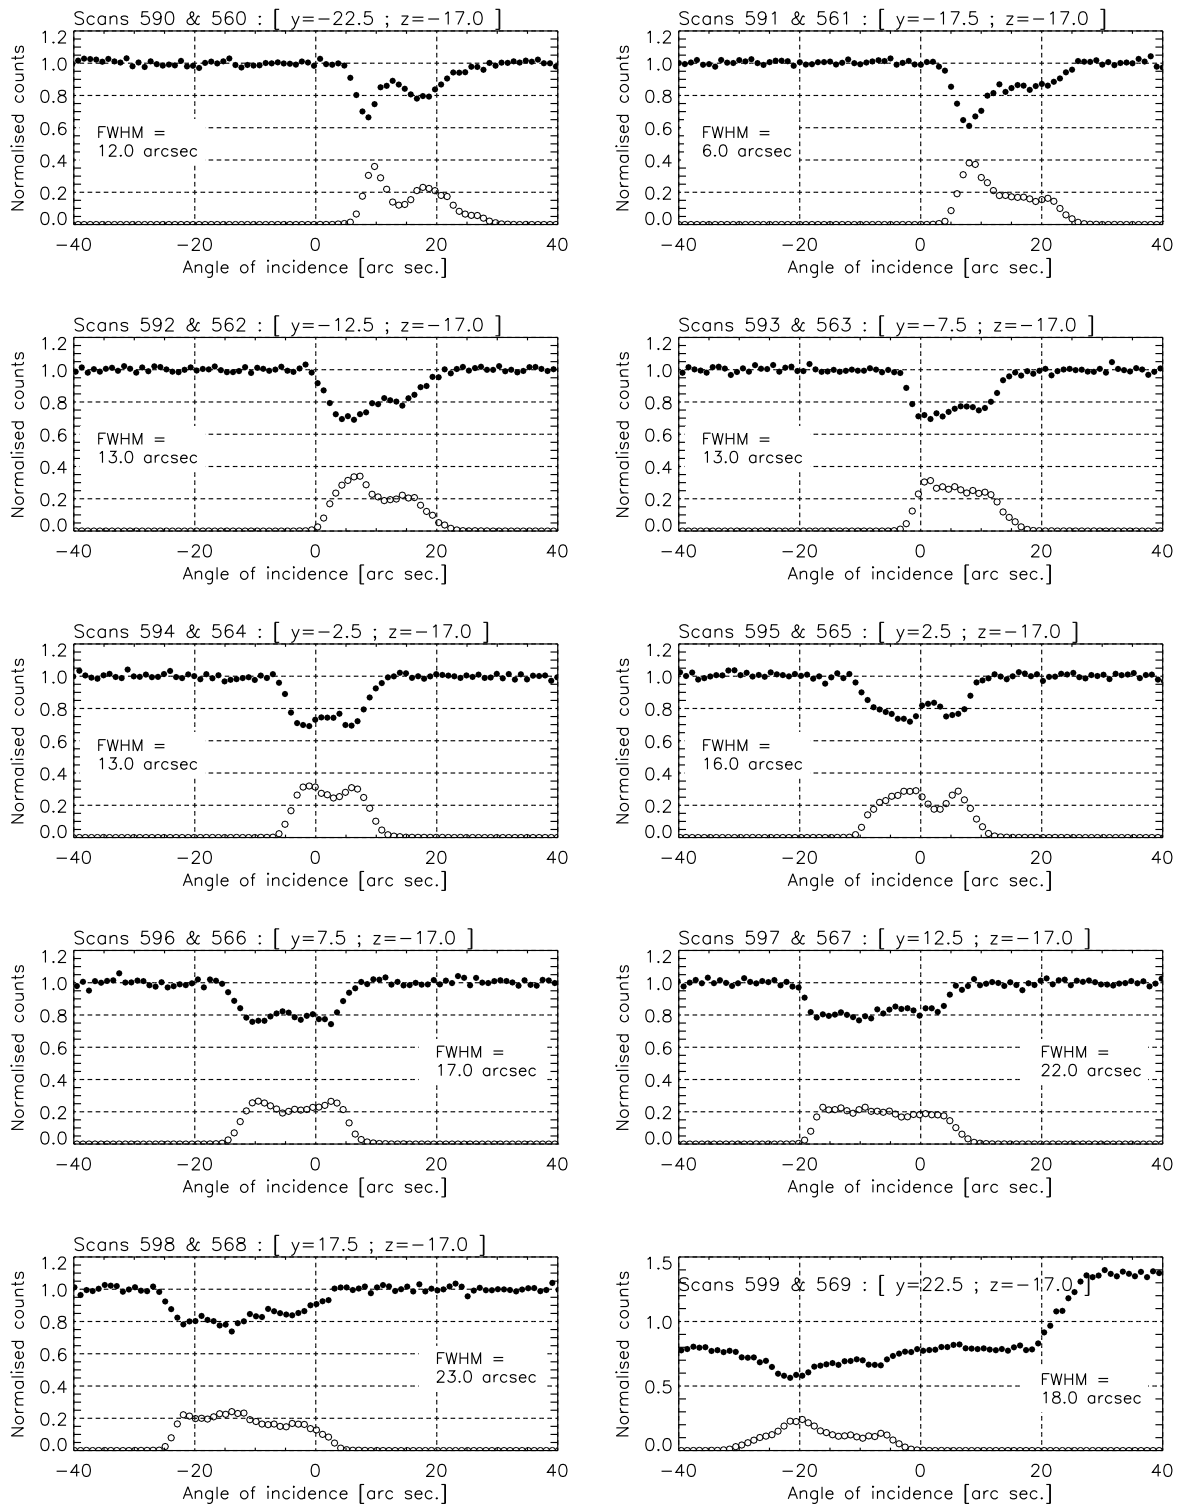 Scans 590 & 560 : [ y=−22.5 ; z=−17.0 ]
Normalised counts
1.2
1.0
0.8
0.6
0.4
0.2
0.0
FWHM =
12.0 arcsec
−40 −20 0 20 40
Angle of incidence [arc sec.]
Scans 591 & 561 : [ y=−17.5 ; z=−17.0 ]
Normalised counts
1.2
1.0
0.8
0.6
0.4
0.2
0.0
FWHM =
6.0 arcsec
−40 −20 0 20 40
Angle of incidence [arc sec.]
Scans 592 & 562 : [ y=−12.5 ; z=−17.0 ]
Normalised counts
1.2
1.0
0.8
0.6
0.4
0.2
0.0
FWHM =
13.0 arcsec
−40 −20 0 20 40
Angle of incidence [arc sec.]
Scans 593 & 563 : [ y=−7.5 ; z=−17.0 ]
Normalised counts
1.2
1.0
0.8
0.6
0.4
0.2
0.0
FWHM =
13.0 arcsec
−40 −20 0 20 40
Angle of incidence [arc sec.]
Scans 594 & 564 : [ y=−2.5 ; z=−17.0 ]
Normalised counts
1.2
1.0
0.8
0.6
0.4
0.2
0.0
FWHM =
13.0 arcsec
−40 −20 0 20 40
Angle of incidence [arc sec.]
Scans 595 & 565 : [ y=2.5 ; z=−17.0 ]
Normalised counts
1.2
1.0
0.8
0.6
0.4
0.2
0.0
FWHM =
16.0 arcsec
−40 −20 0 20 40
Angle of incidence [arc sec.]
Scans 596 & 566 : [ y=7.5 ; z=−17.0 ]
Normalised counts
1.2
1.0
0.8
0.6
0.4
0.2
0.0
FWHM =
17.0 arcsec
−40 −20 0 20 40
Angle of incidence [arc sec.]
Scans 597 & 567 : [ y=12.5 ; z=−17.0 ]
Normalised counts
1.2
1.0
0.8
0.6
0.4
0.2
0.0
FWHM =
22.0 arcsec
−40 −20 0 20 40
Angle of incidence [arc sec.]
Scans 598 & 568 : [ y=17.5 ; z=−17.0 ]
Normalised counts
1.2
1.0
0.8
0.6
0.4
0.2
0.0
FWHM =
23.0 arcsec
−40 −20 0 20 40
Angle of incidence [arc sec.]
Scans 599 & 569 : [ y=22.5 ; z=−17.0 ]
Normalised counts
1.5
1.0
0.5
0.0
FWHM =
18.0 arcsec
−40 −20 0 20 40
Angle of incidence [arc sec.]